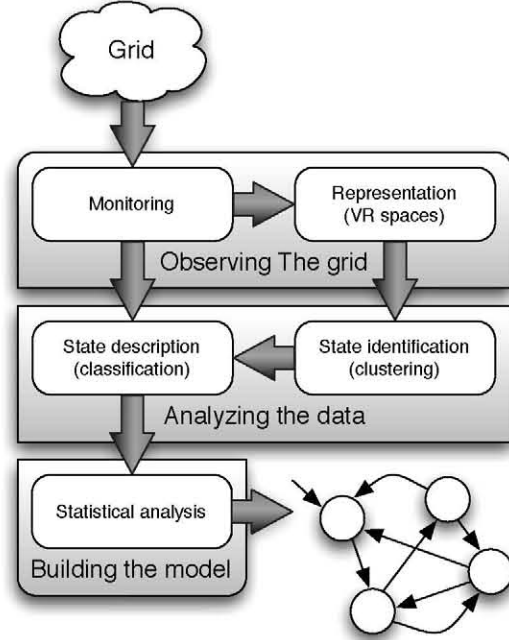 Grid
Monitoring
Representation
(VR spaces)
Observing The grid
State description
(classification)
State identification
(clustering)
Analyzing the data
Statistical analysis
Building the model